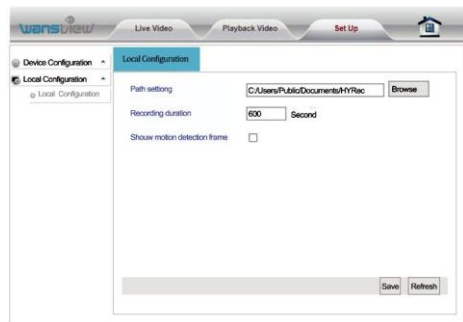 wansview
Live Video Playback Video Set Up
Device Configuration
Local Configuration
Local Configuration
Local Configuration
Path settiong C:/Users/Public/Documents/HYRec Browse
Recording duration 600 Second
Shouw motion detection frame
Save Refresh